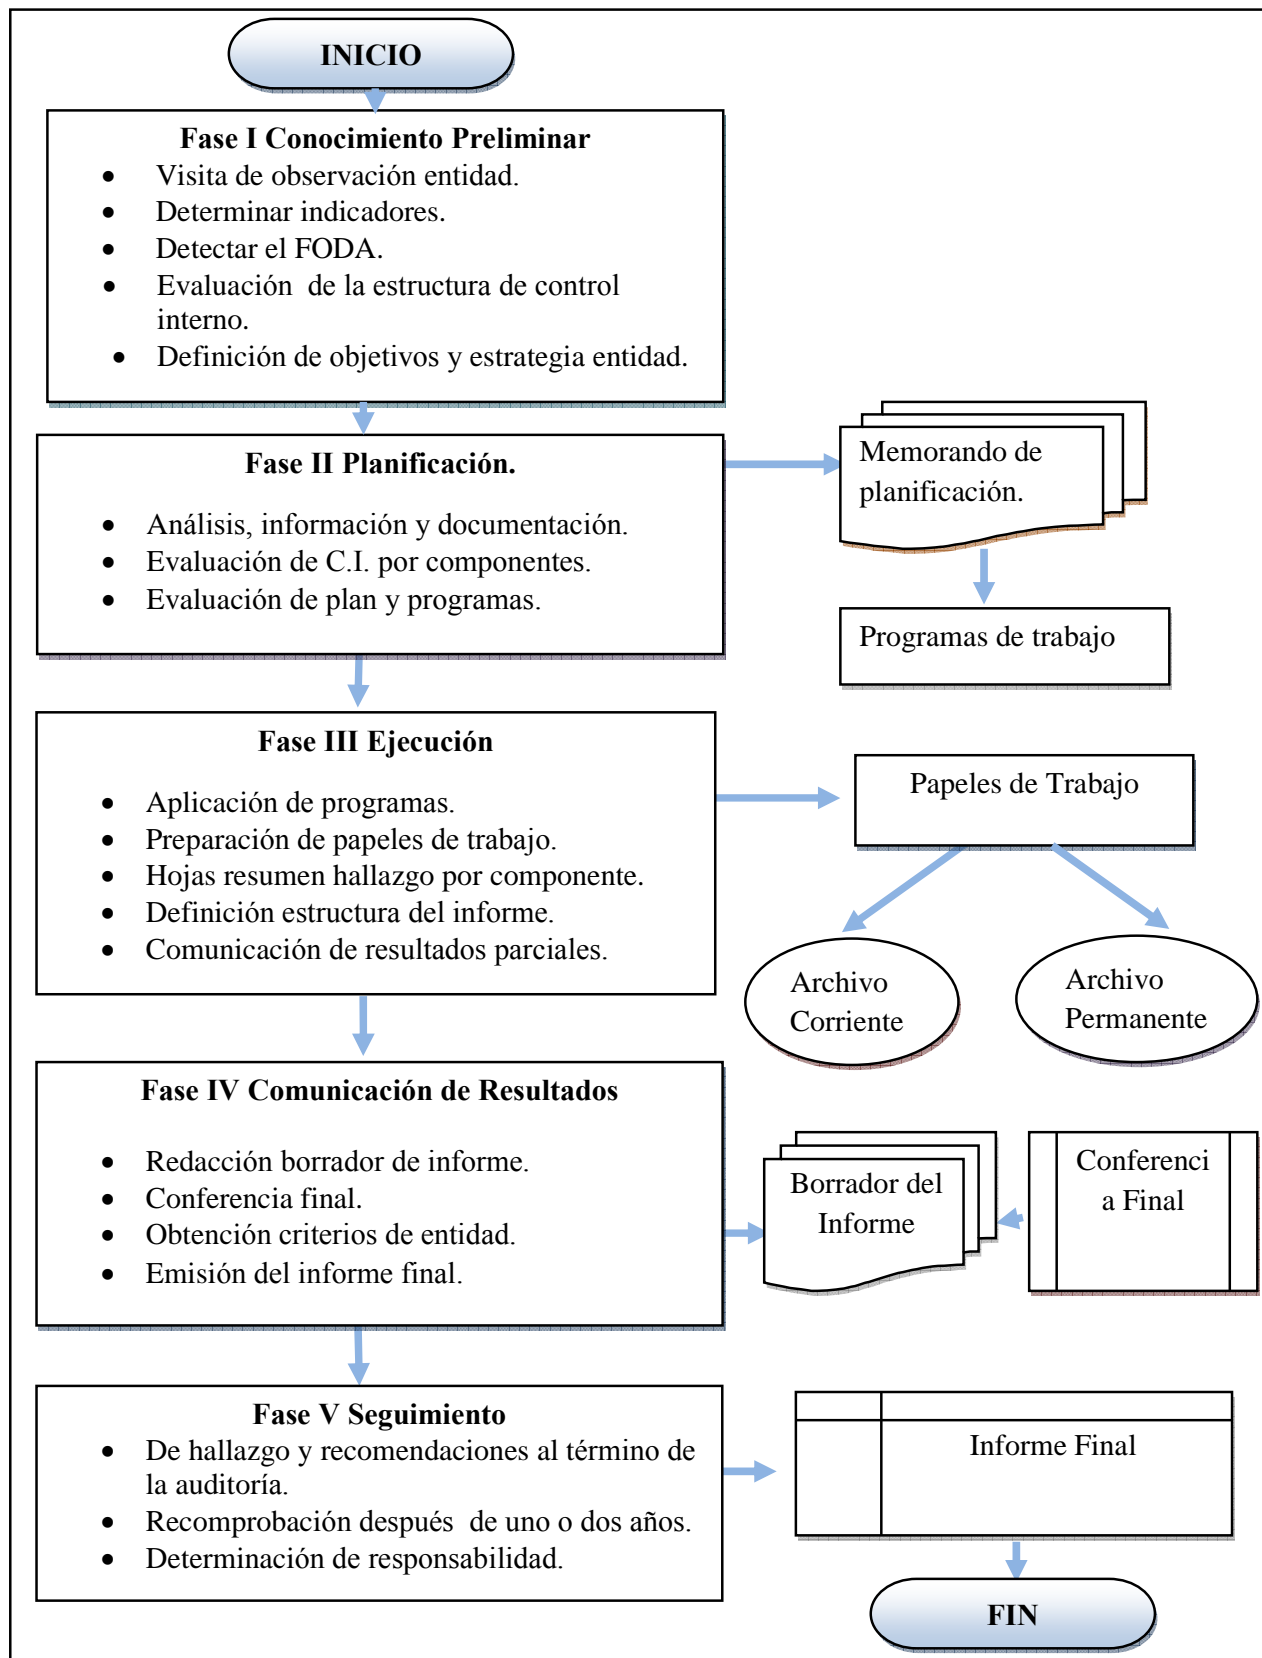 INICIO
Fase I Conocimiento Preliminar
• Visita de observación entidad.
• Determinar indicadores.
• Detectar el FODA.
• Evaluación  de la estructura de control
interno.
• Definición de objetivos y estrategia entidad.
Fase II Planificación.
• Análisis, información y documentación.
• Evaluación de C.I. por componentes.
• Evaluación de plan y programas.
Memorando de
planificación.
Programas de trabajo
Fase III Ejecución
• Aplicación de programas.
• Preparación de papeles de trabajo.
• Hojas resumen hallazgo por componente.
• Definición estructura del informe.
• Comunicación de resultados parciales.
Papeles de Trabajo
Archivo
Corriente
Archivo
Permanente
Fase IV Comunicación de Resultados
• Redacción borrador de informe.
• Conferencia final.
• Obtención criterios de entidad.
• Emisión del informe final.
Borrador del
Informe
Conferenci
a Final
Fase V Seguimiento
• De hallazgo y recomendaciones al término de
la auditoría.
• Recomprobación después  de uno o dos años.
• Determinación de responsabilidad.
Informe Final
FIN